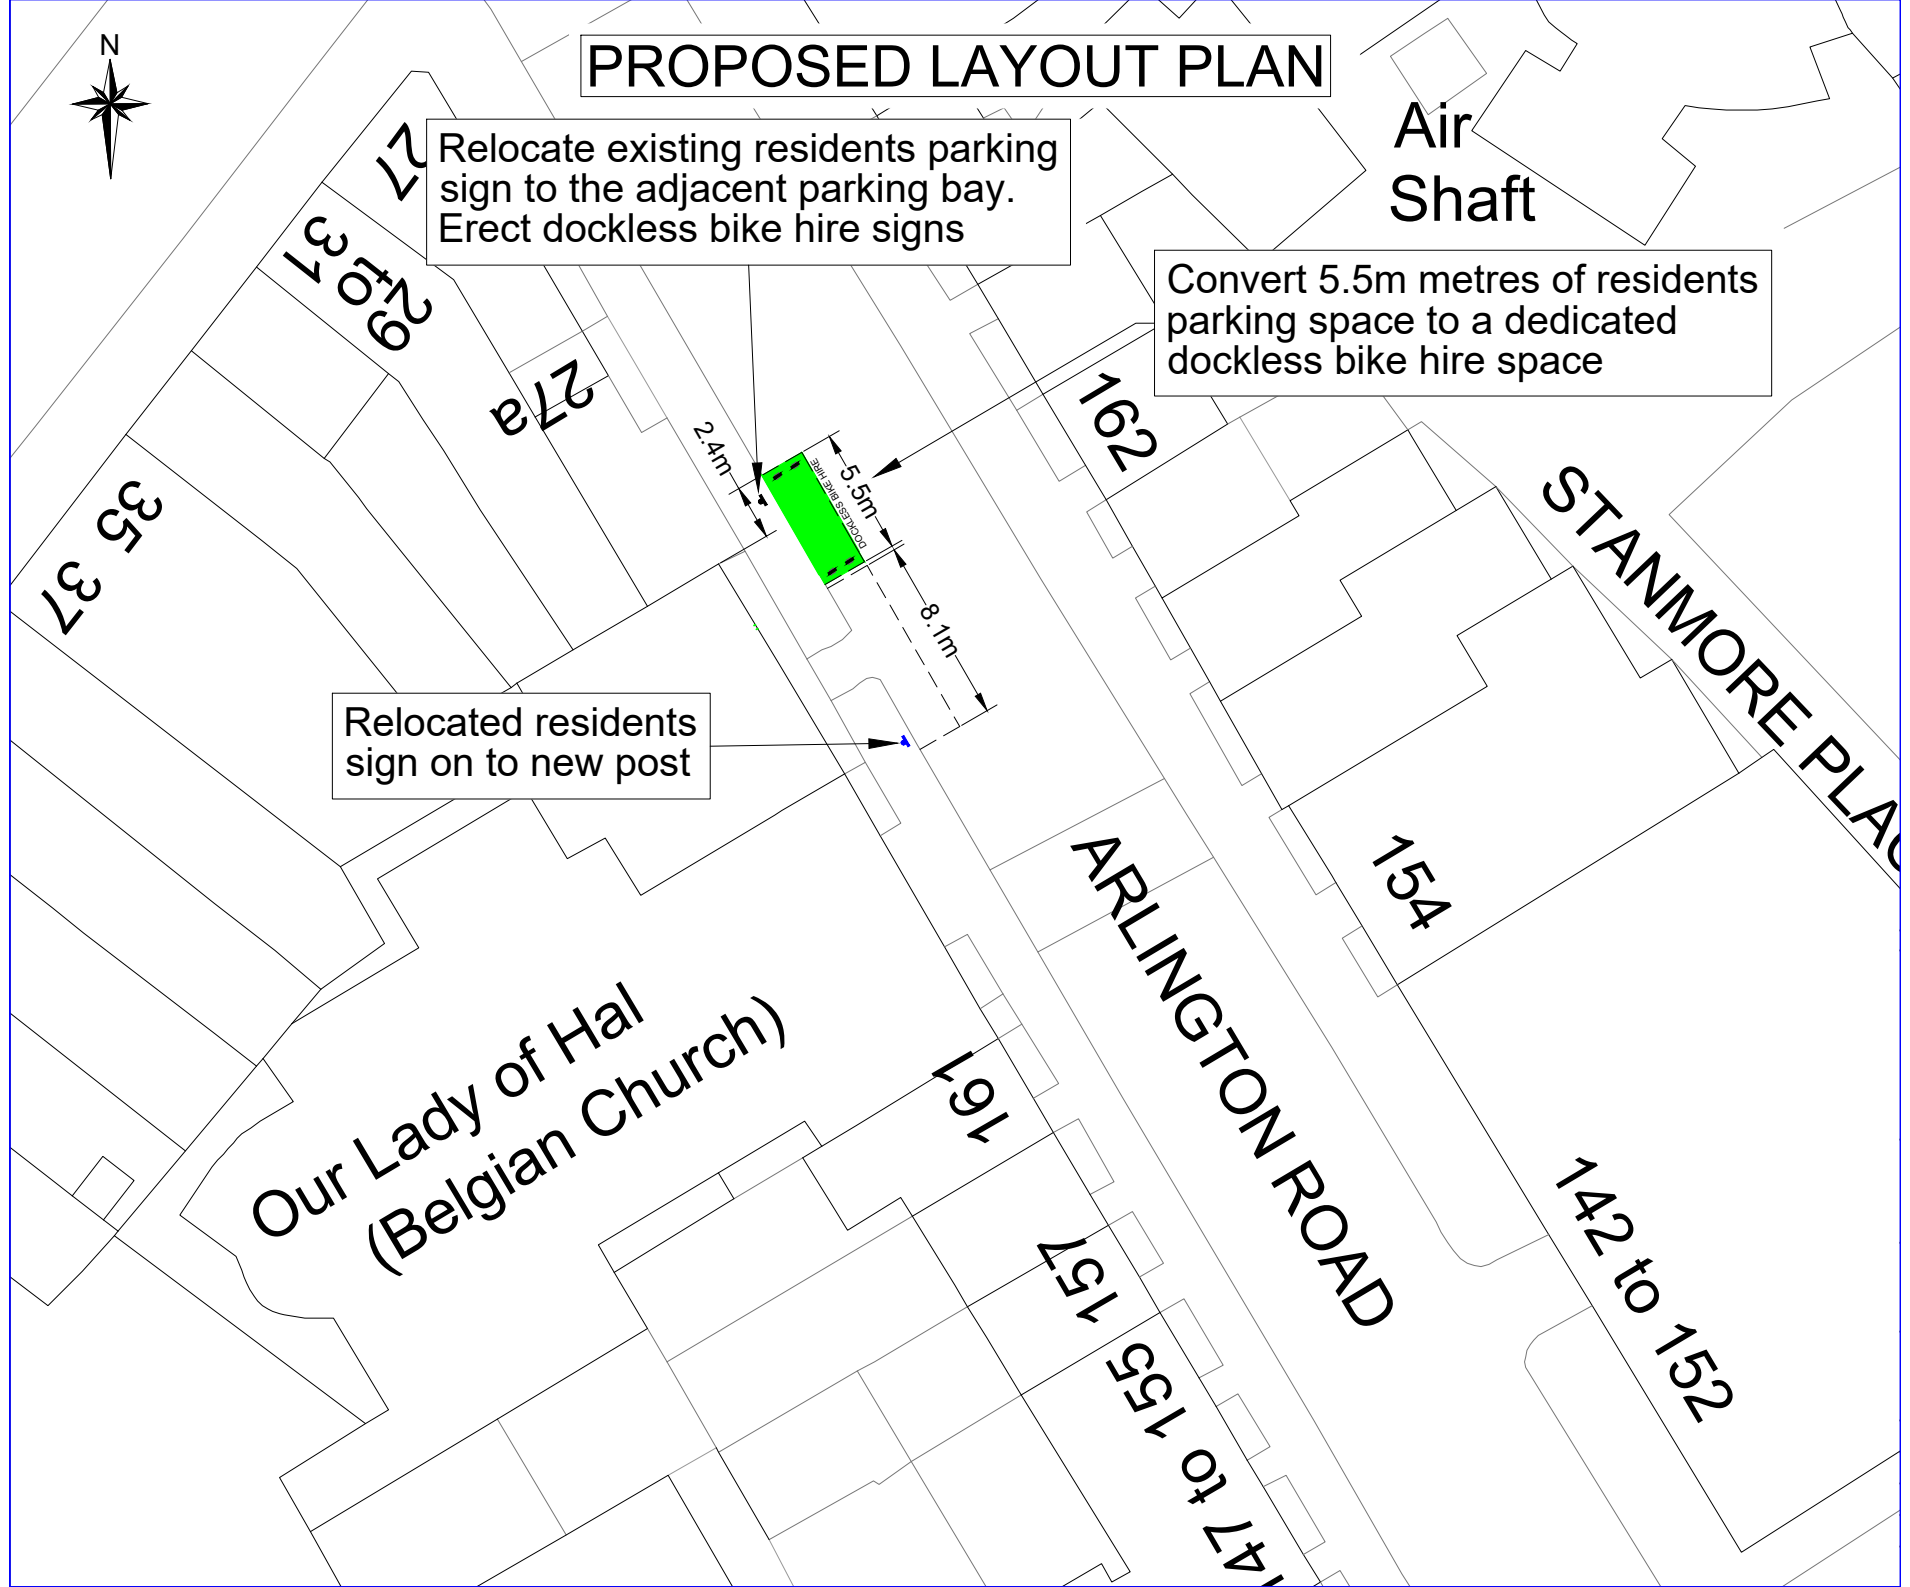 PROPOSED LAYOUT PLAN
N
Relocate existing residents parking
sign to the adjacent parking bay.
Erect dockless bike hire signs
Air
Shaft
Convert 5.5m metres of residents
parking space to a dedicated
dockless bike hire space
27
29
to
31
27a
35
37
162
2.4m
5.5m
DOCKLESS BIKE HIRE
8.1m
STANMORE
Relocated residents
sign on to new post
ARLINGTON ROAD
154
Our Lady of Hal
(Belgian Church)
161
157
142 to 152
147 to 155